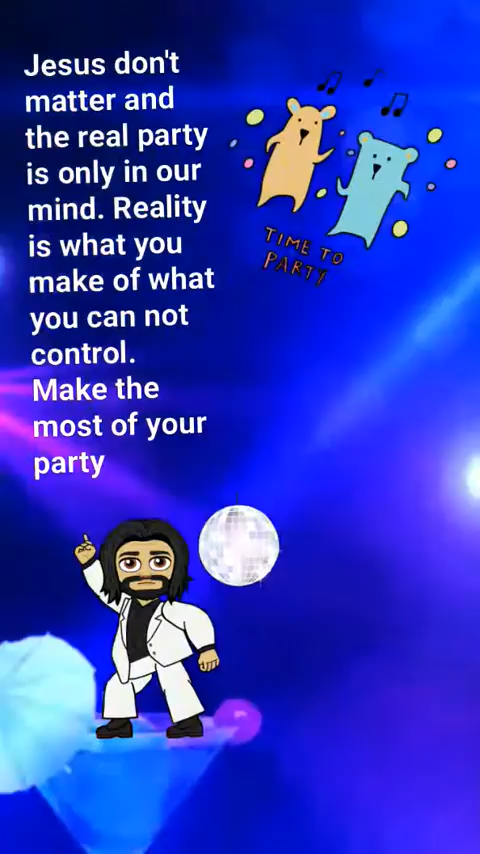 Jesus don't
matter and
the real party
is only in our
mind. Reality
is what you
make of what
you can not
control.
Make the
most of your
party
TIME TO
PARTY